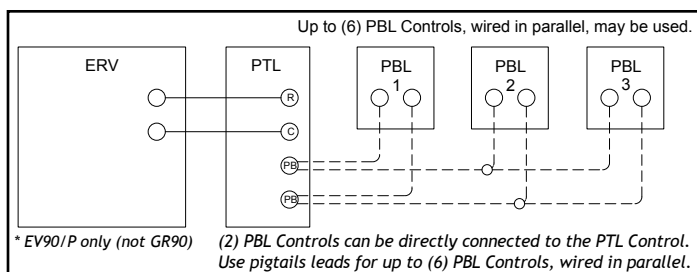 Up to (6) PBL Controls, wired in parallel, may be used.
ERV
PTL
PBL
1
PBL
2
PBL
3
R
C
PB
PB
* EV90/P only (not GR90)
(2) PBL Controls can be directly connected to the PTL Control.
Use pigtails leads for up to (6) PBL Controls, wired in parallel.